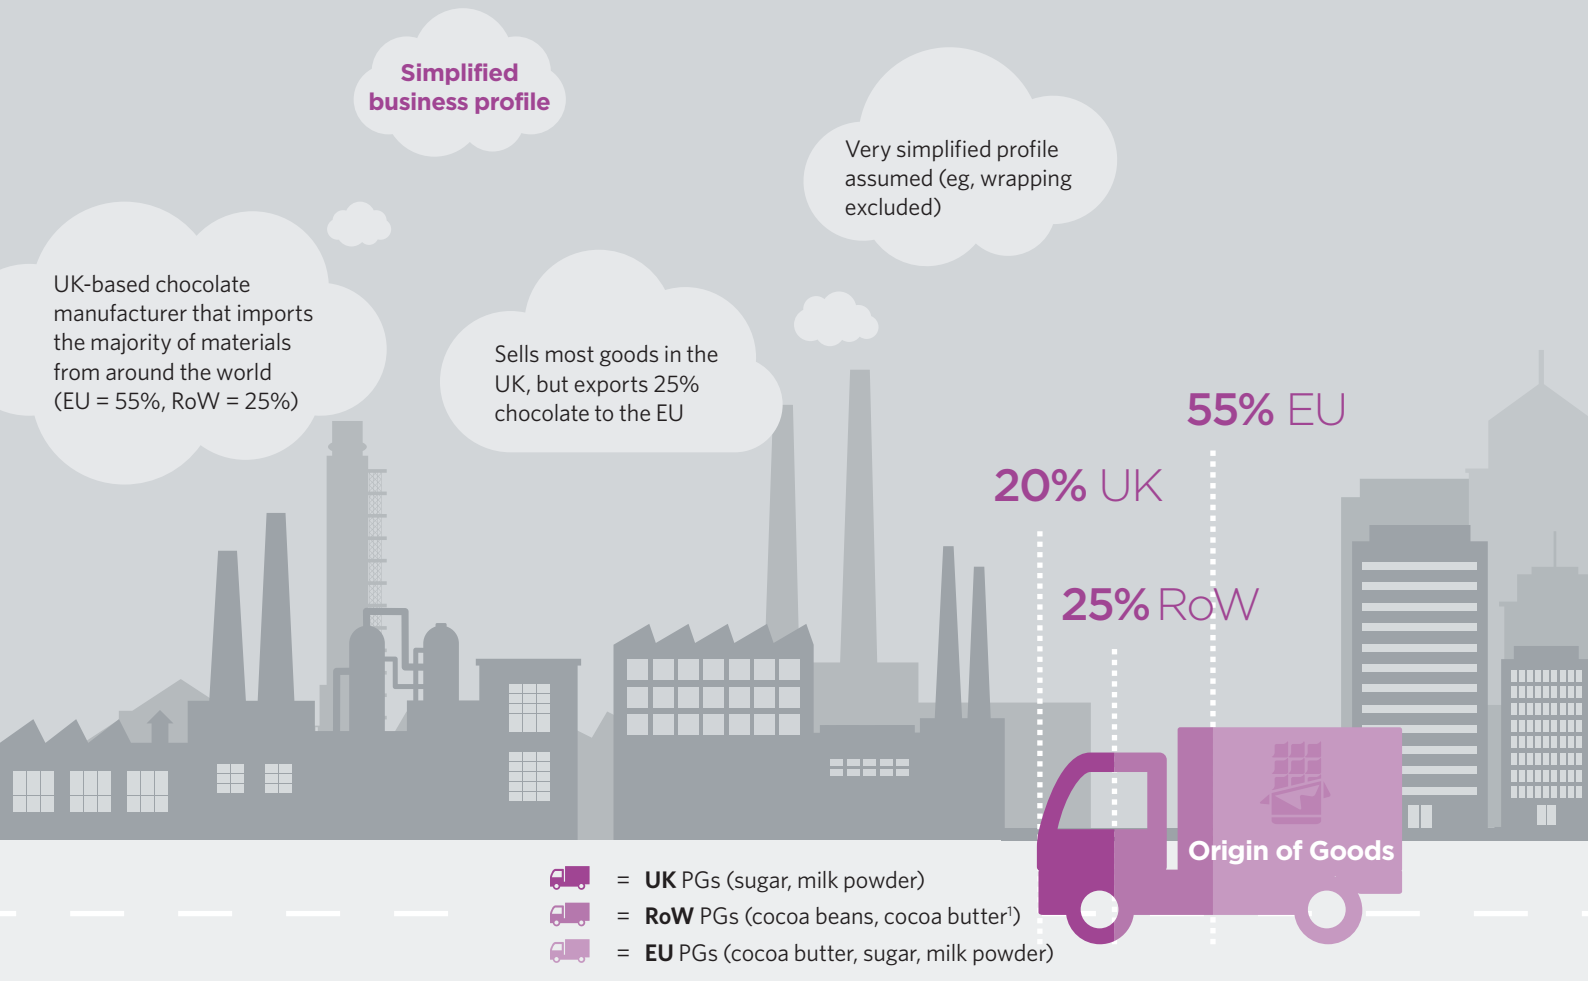 Simplified
business profile
Very simplified profile
assumed (eg, wrapping
excluded)
UK-based chocolate
manufacturer that imports
the majority of materials
from around the world
(EU = 55%, RoW = 25%)
Sells most goods in the
UK, but exports 25%
chocolate to the EU
55% EU
20% UK
25% RoW
Origin of Goods
= UK PGs (sugar, milk powder)
= RoW PGs (cocoa beans, cocoa butter¹)
= EU PGs (cocoa butter, sugar, milk powder)